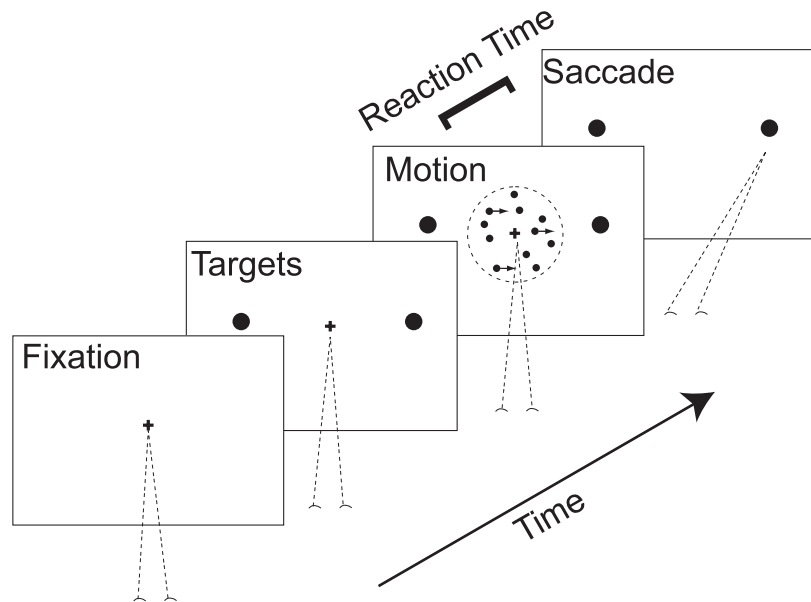 Fixation
Targets
Motion
Reaction Time
Saccade
Time